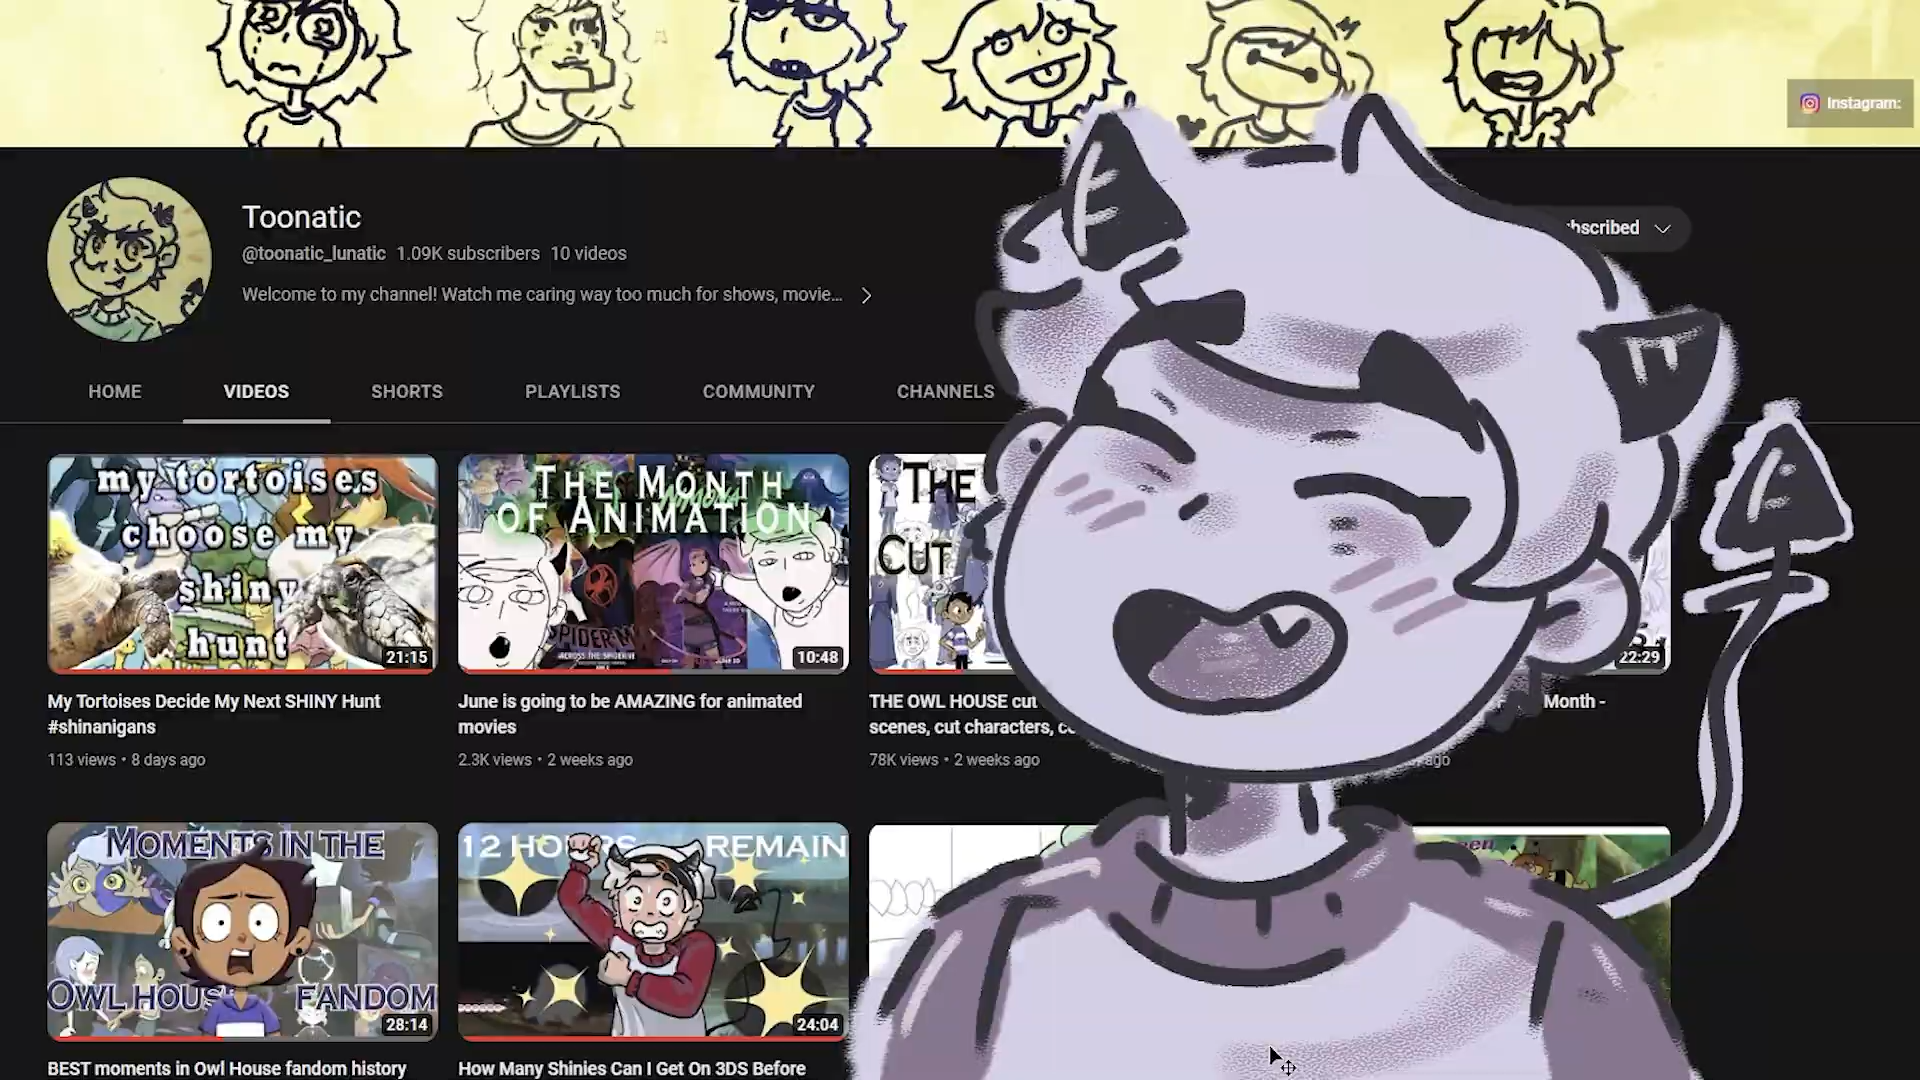 Instagram:
Toonatic
bscribed
@toonatic_lunatic 1.09K subscribers 10 videos
Welcome to my channel! Watch me caring way too much for shows, movie...
HOME VIDEOS SHORTS PLAYLISTS COMMUNITY CHANNELS
my tortoises
choose my
shiny
hunt
21:15
THE MONTH
OF ANIMATION
SPIDER-M
10:48
THE
CUT
22:29
My Tortoises Decide My Next SHINY Hunt
#shinanigans
113 views • 8 days ago
June is going to be AMAZING for animated
movies
2.3K views • 2 weeks ago
THE OWL HOUSE cut
scenes, cut characters,
78K views • 2 weeks ago
Month -
ago
MOMENTS IN THE
OWL HOUSE FANDOM
28:14
12 HOURS REMAIN
24:04
BEST moments in Owl House fandom history
How Many Shinies Can I Get On 3DS Before